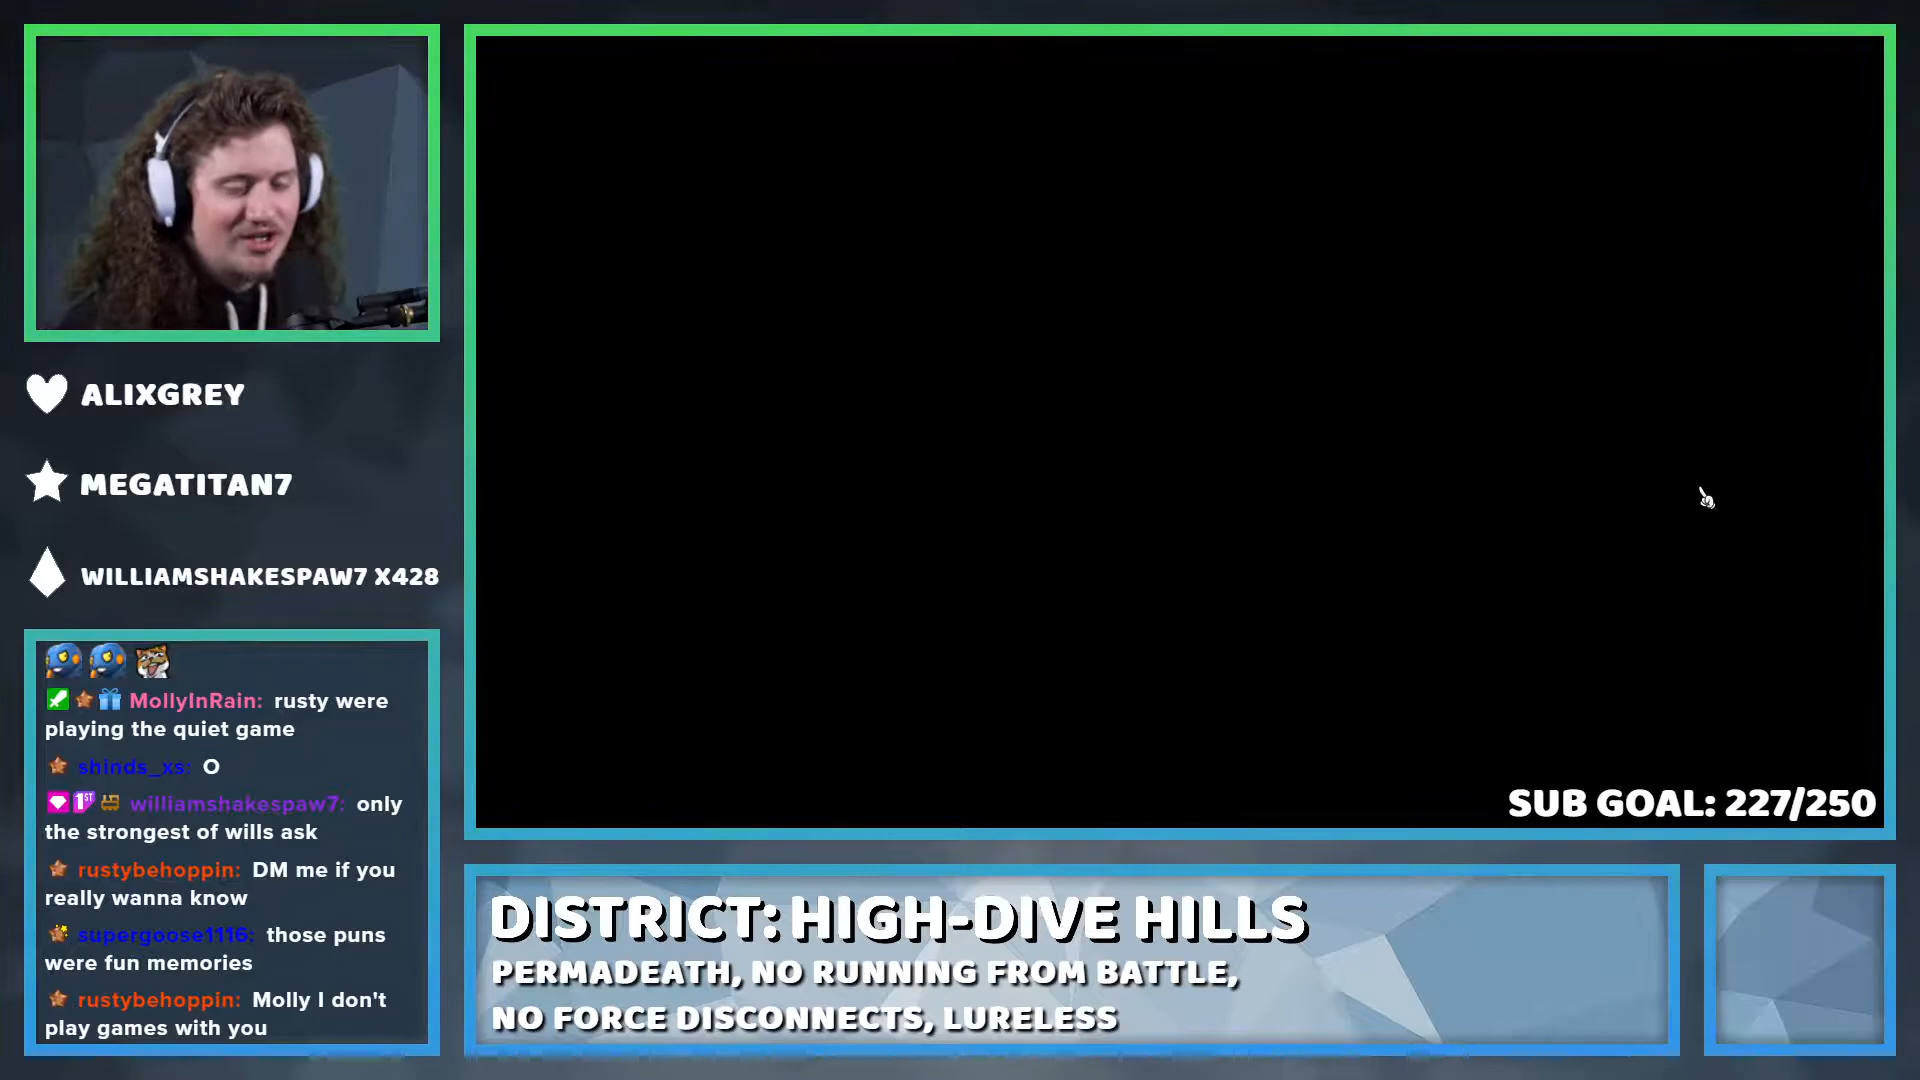 ALIXGREY
MEGATITAN7
WILLIAMSHAKESPAW7 X428
MollyInRain: rusty were
playing the quiet game
shinds_xs: O
1ST williamshakespaw7: only
the strongest of wills ask
rustybehoppin: DM me if you
really wanna know
supergoose1116: those puns
were fun memories
rustybehoppin: Molly I don't
play games with you
SUB GOAL: 227/250
DISTRICT: HIGH-DIVE HILLS
PERMADEATH, NO RUNNING FROM BATTLE,
NO FORCE DISCONNECTS, LURELESS